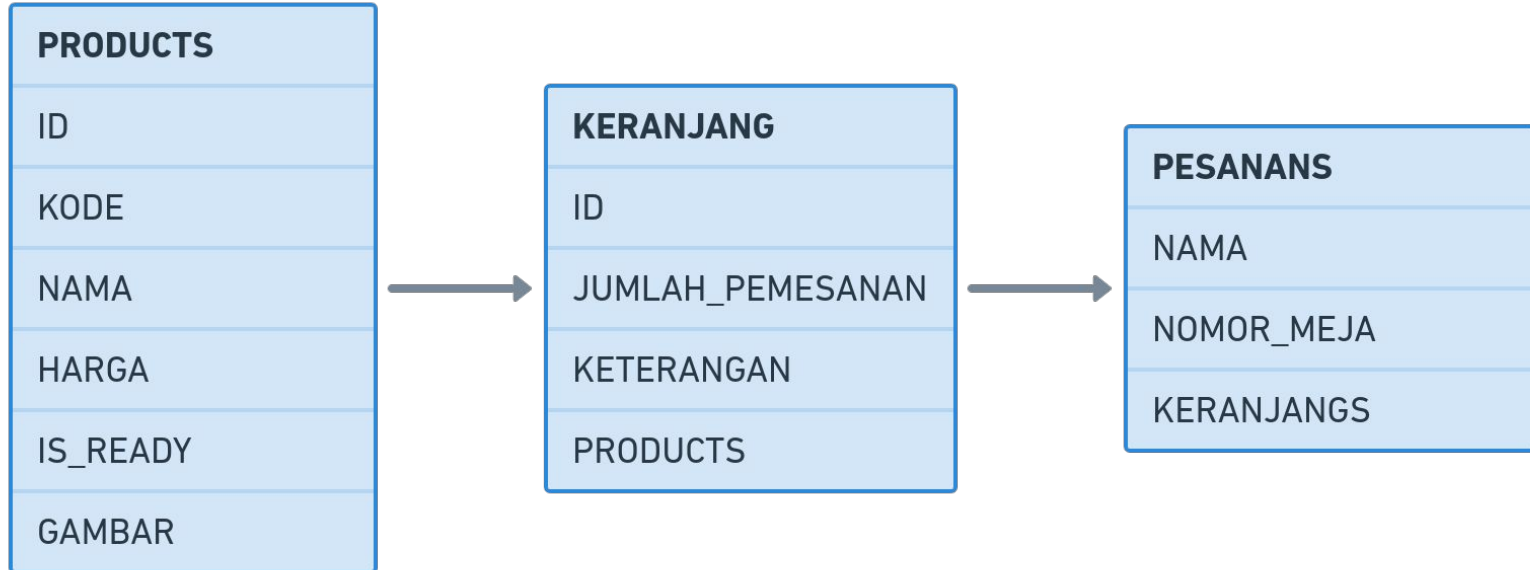 PRODUCTS
ID
KODE
NAMA
HARGA
IS_READY
GAMBAR
KERANJANG
ID
JUMLAH_PEMESANAN
KETERANGAN
PRODUCTS
PESANANS
NAMA
NOMOR_MEJA
KERANJANGS